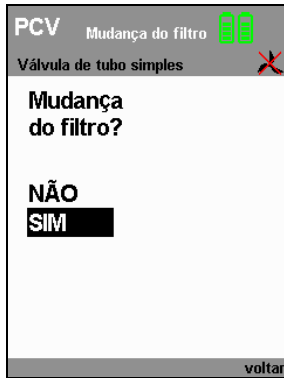 PCV Mudança do filtro
Válvula de tubo simples
Mudança
do filtro?
NÃO
SIM
voltar